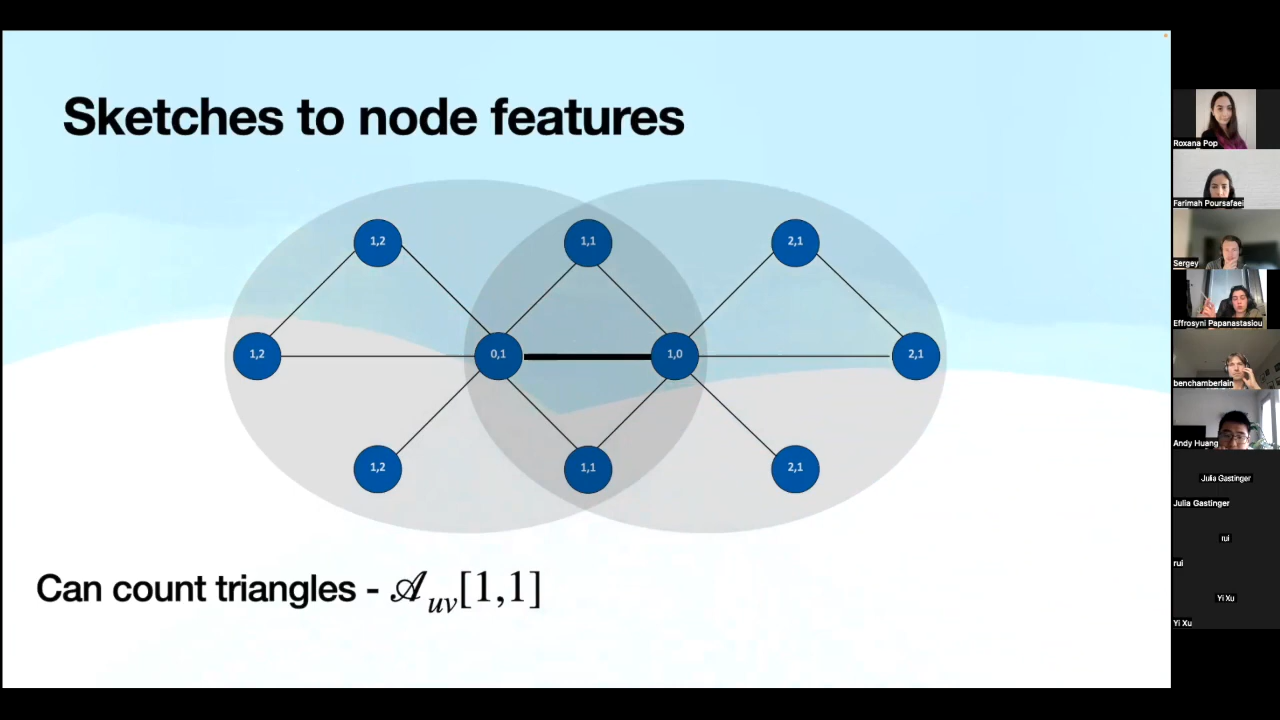 Sketches to node features
1,2
1,1
2,1
1,2
0,1
1,0
2,1
1,2
1,1
2,1
Can count triangles - 𝒜uv[1,1]
Roxana Pop
Farimah Poursafaei
Sergey
Effrosyni Papanastasiou
benchamberlain
Andy Huang
Julia Gastinger
Julia Gastinger
rui
rui
Yi Xu
Yi Xu